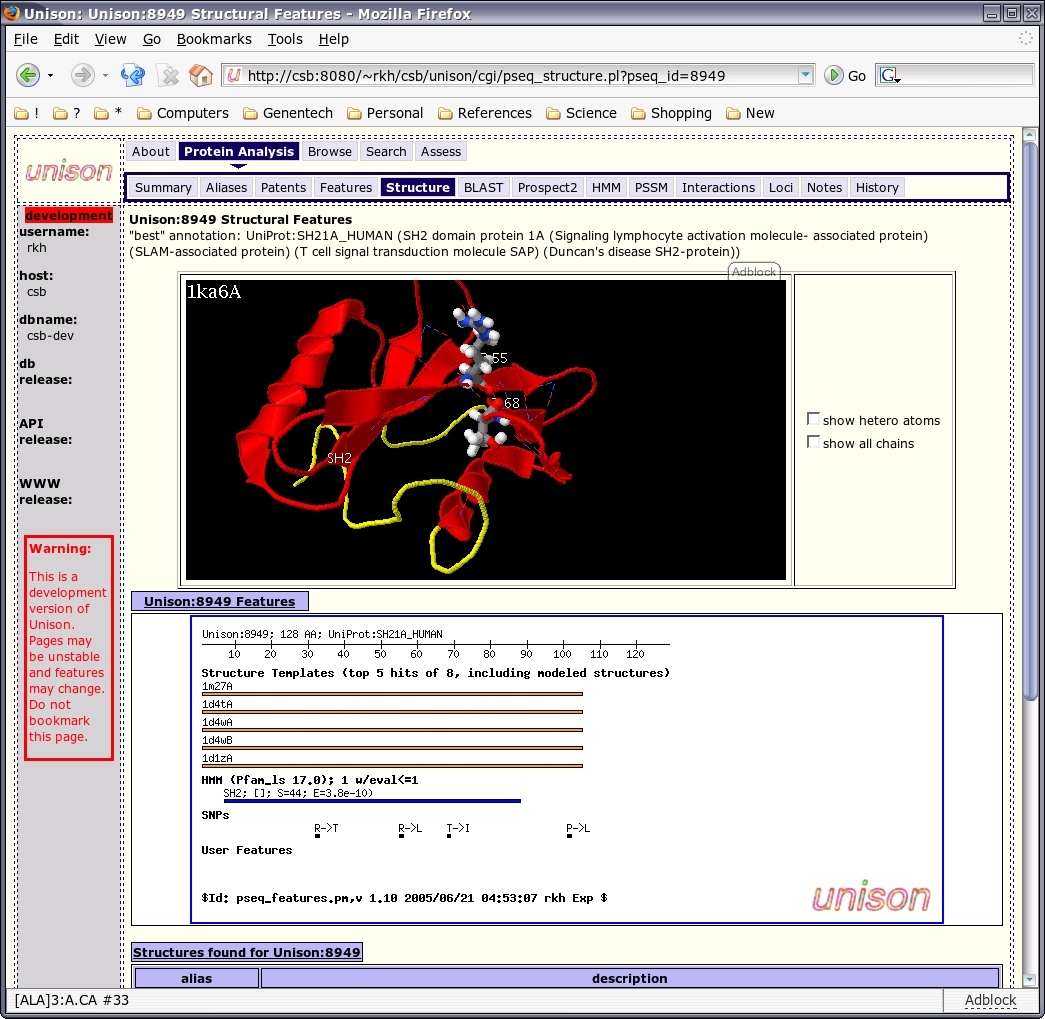 Unison: Unison:8949 Structural Features - Mozilla Firefox
File Edit View Go Bookmarks Tools Help
http://csb:8080/~rkh/csb/unison/cgi/pseq_structure.pl?pseq_id=8949 Go G
! ? * Computers Genentech Personal References Science Shopping New
unison
About Protein Analysis Browse Search Assess
Summary Aliases Patents Features Structure BLAST Prospect2 HMM PSSM Interactions Loci Notes History
development
username:
rkh
host:
csb
dbname:
csb-dev
db
release:
API
release:
WWW
release:
Warning:
This is a
development
version of
Unison.
Pages may
be unstable
and features
may change.
Do not
bookmark
this page.
Unison:8949 Structural Features
"best" annotation: UniProt:SH21A_HUMAN (SH2 domain protein 1A (Signaling lymphocyte activation molecule- associated protein)
(SLAM-associated protein) (T cell signal transduction molecule SAP) (Duncan's disease SH2-protein))
Adblock
1ka6A
55
68
SH2
show hetero atoms
show all chains
Unison:8949 Features
Unison:8949; 128 AA; UniProt:SH21A_HUMAN
10 20 30 40 50 60 70 80 90 100 110 120
Structure Templates (top 5 hits of 8, including modeled structures)
1m27A
1d4tA
1d4wA
1d4wB
1d1zA
HMM (Pfam_ls 17.0); 1 w/eval<=1
SH2; []; S=44; E=3.8e-10)
SNPs
R->T R->L T->I P->L
User Features
$Id: pseq_features.pm,v 1.10 2005/06/21 04:53:07 rkh Exp $
unison
Structures found for Unison:8949
alias description
[ALA]3:A.CA #33 Adblock